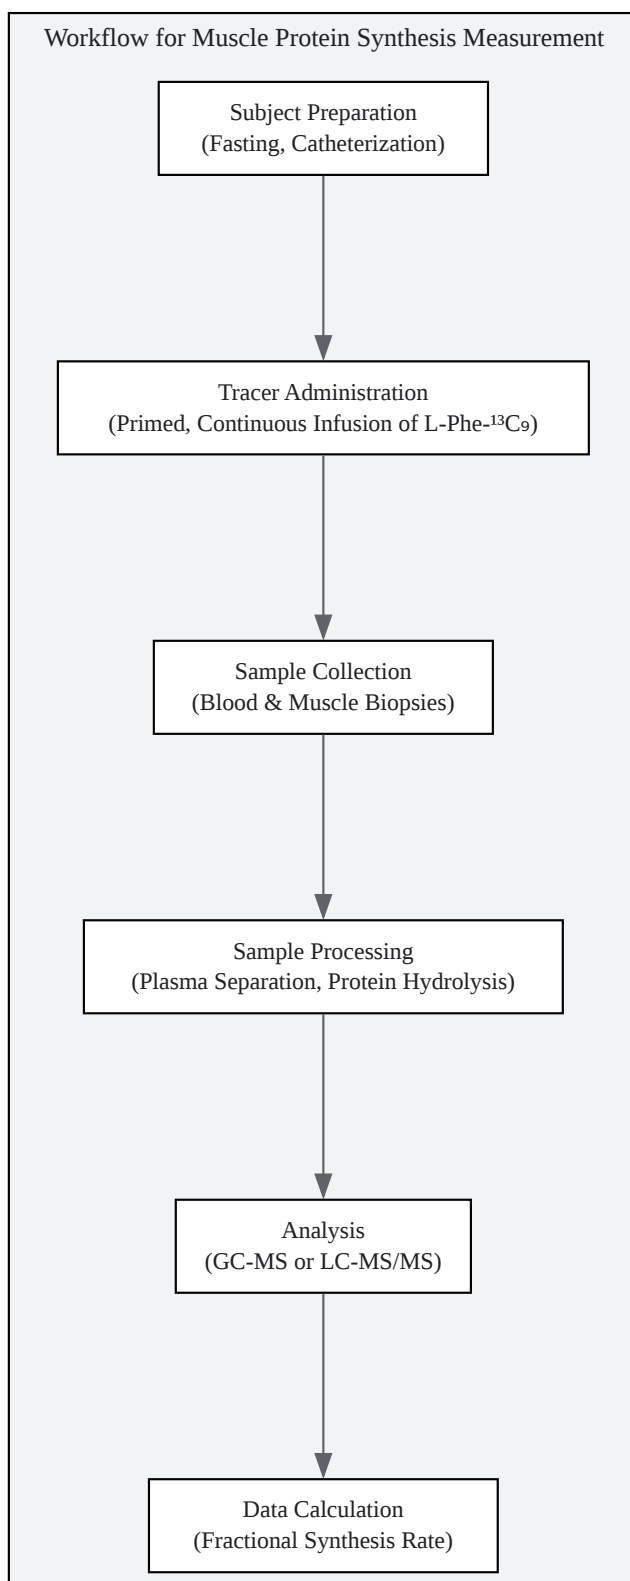 Workflow for Muscle Protein Synthesis Measurement
Subject Preparation
(Fasting, Catheterization)
Tracer Administration
(Primed, Continuous Infusion of L-Phe-¹³C₉)
Sample Collection
(Blood & Muscle Biopsies)
Sample Processing
(Plasma Separation, Protein Hydrolysis)
Analysis
(GC-MS or LC-MS/MS)
Data Calculation
(Fractional Synthesis Rate)